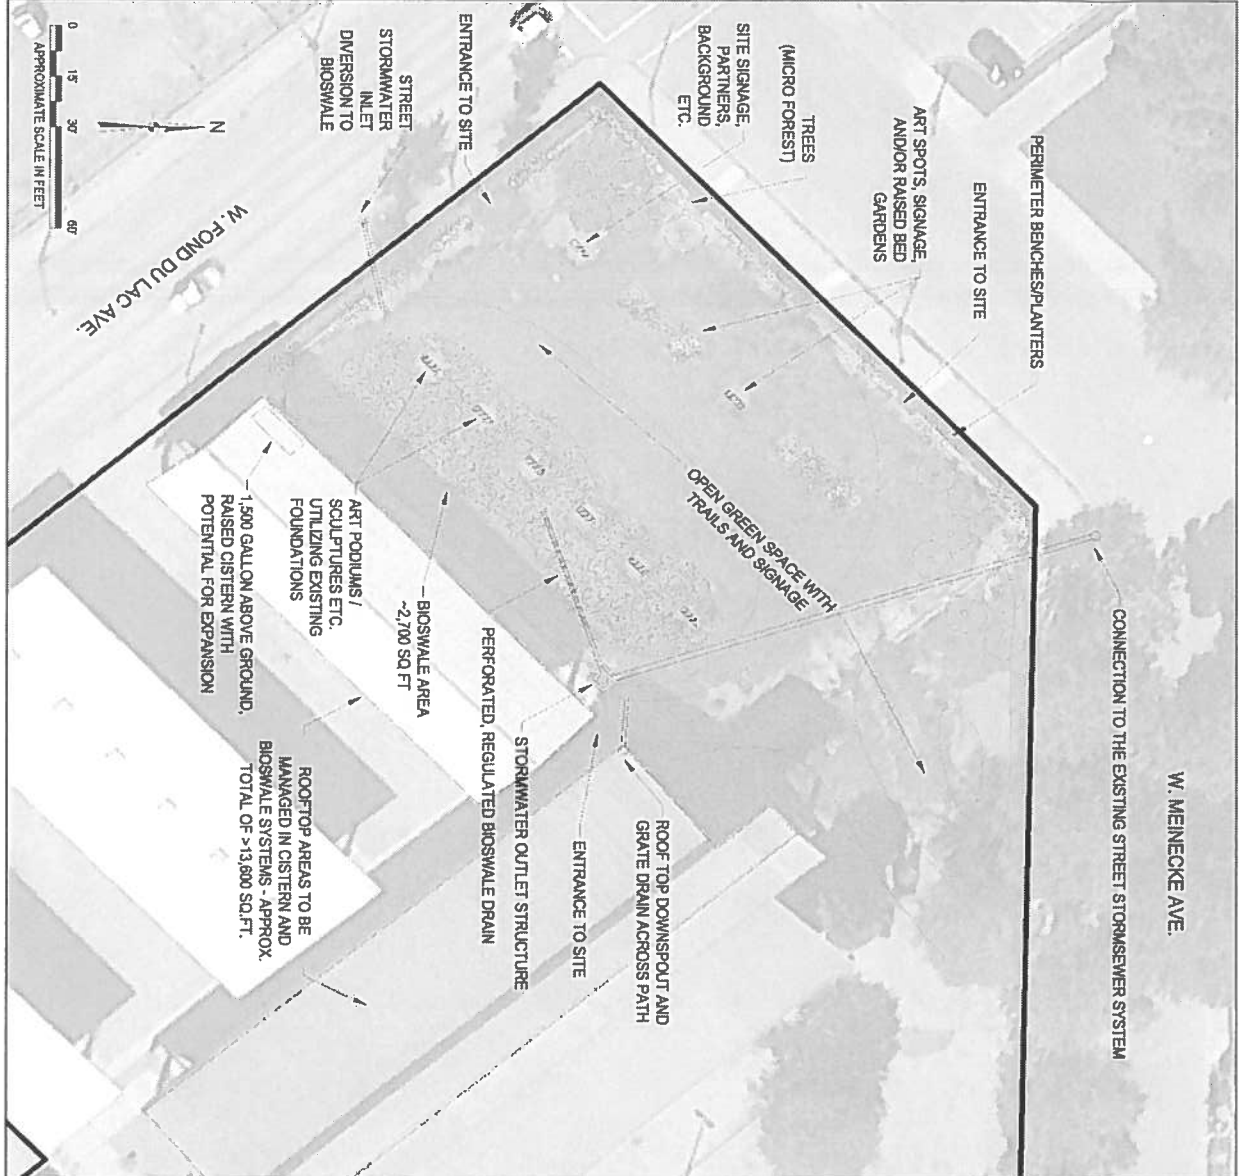 W. MEINECKE AVE.
CONNECTION TO THE EXISTING STREET STORMSEWER SYSTEM
PERIMETER BENCHES/PLANTERS
ENTRANCE TO SITE
ART SPOTS, SIGNAGE,
AND/OR RAISED BED
GARDENS
TREES
(MICRO FOREST)
SITE SIGNAGE,
PARTNERS,
BACKGROUND
ETC.
ENTRANCE TO SITE
STREET
STORMWATER
INLET
DIVERSION TO
BIOSWALE
N
0 15' 30' 60'
APPROXIMATE SCALE IN FEET
W. FOND DU LAC AVE.
OPEN GREEN SPACE WITH
TRAILS AND SIGNAGE
ROOF TOP DOWNSPOUT AND
GRATE DRAIN ACROSS PATH
ENTRANCE TO SITE
STORMWATER OUTLET STRUCTURE
PERFORATED, REGULATED BIOSWALE DRAIN
BIOSWALE AREA
~2,700 SQ FT
ART PODIUMS /
SCULPTURES ETC.
UTILIZING EXISTING
FOUNDATIONS
1,500 GALLON ABOVE GROUND,
RAISED CISTERN WITH
POTENTIAL FOR EXPANSION
ROOFTOP AREAS TO BE
MANAGED IN CISTERN AND
BIOSWALE SYSTEMS - APPROX.
TOTAL OF >13,600 SQ.FT.